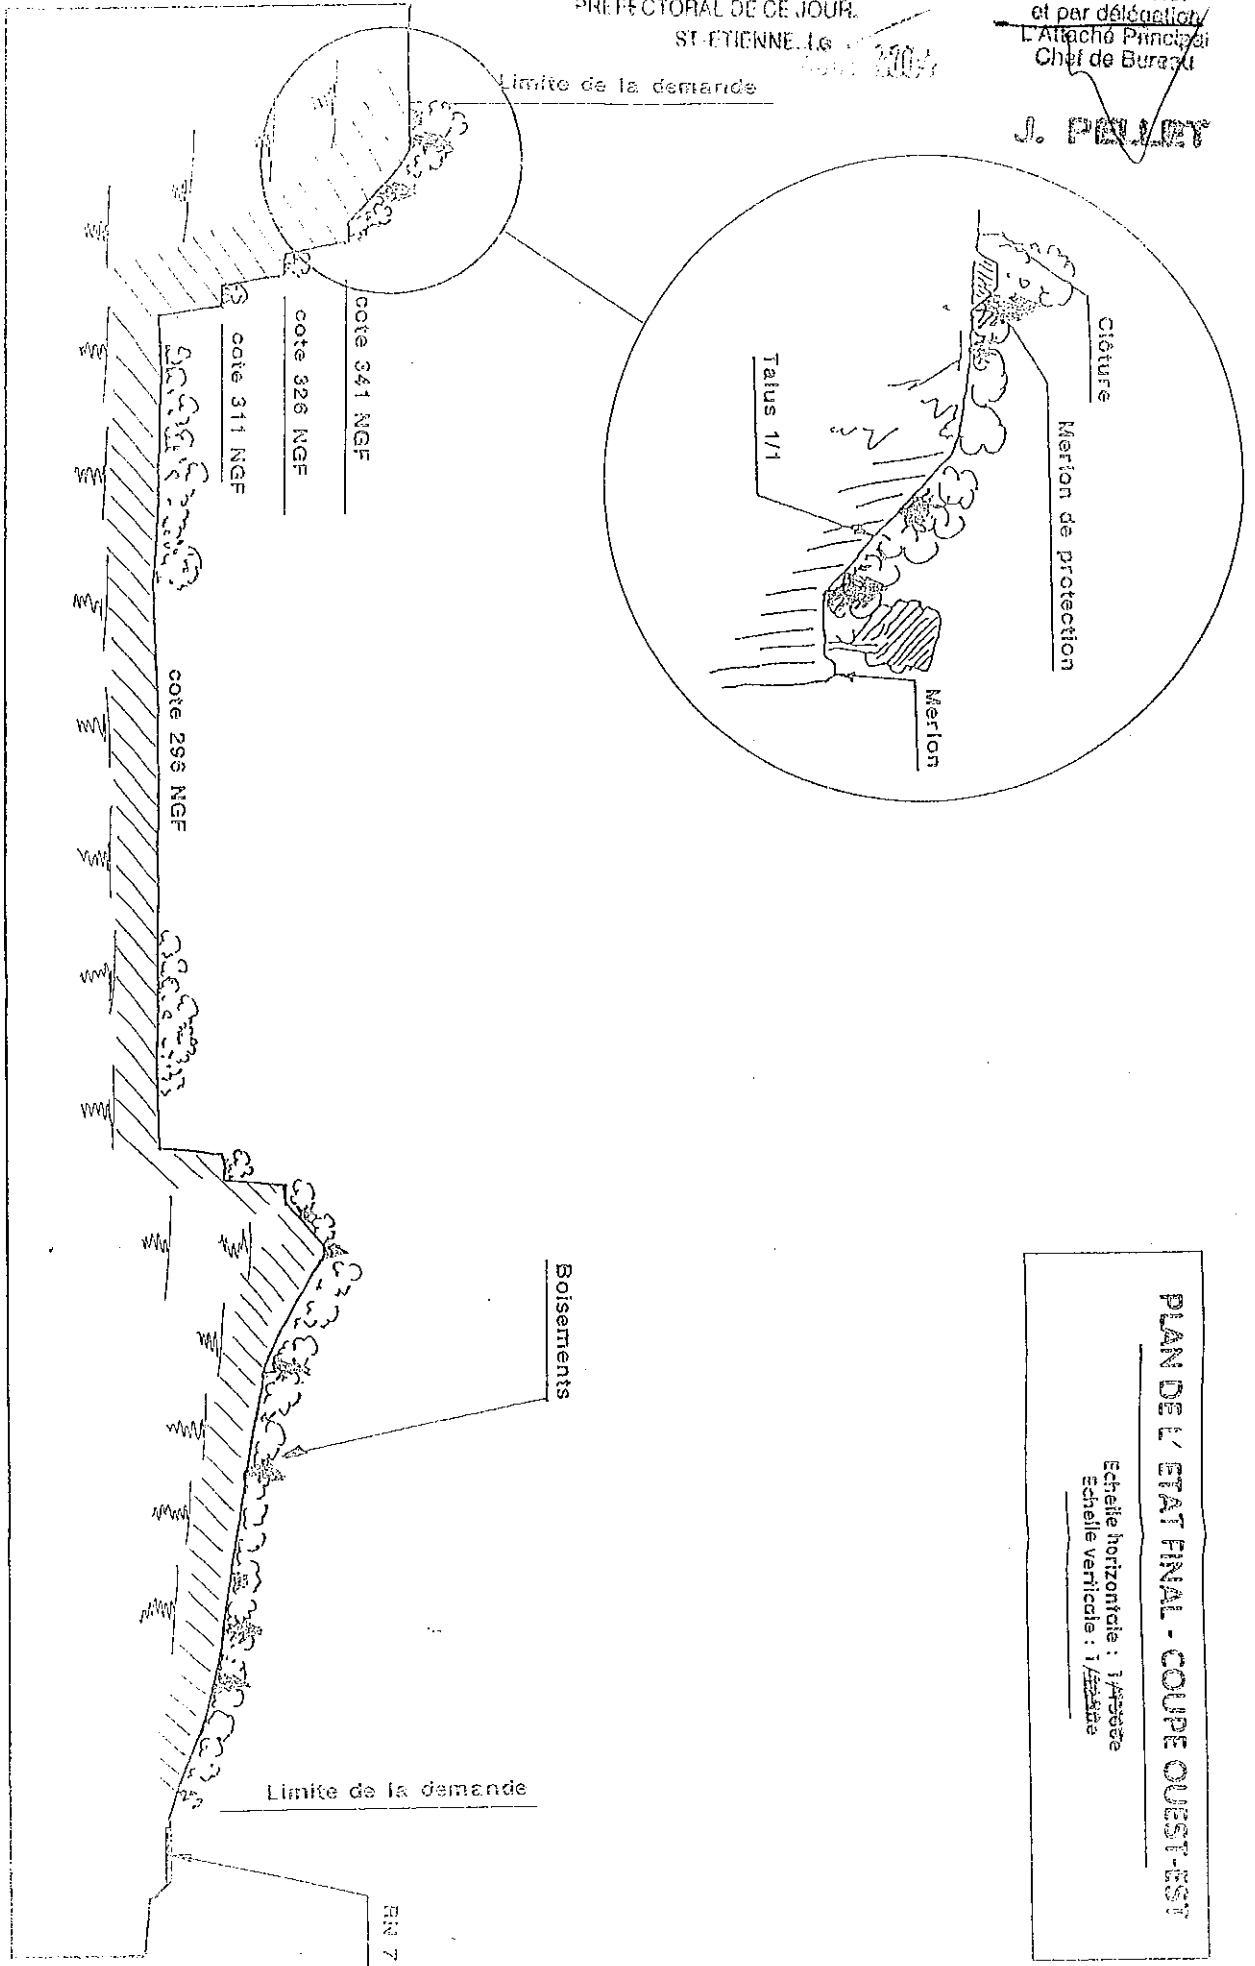 PREFECTORAL DE CE JOUR.
ST-ETIENNE, le
et par délégation/
L'Attaché Principal
Chef de Bureau
J. PELLET
Limite de la demande
Clôture
Merlon de protection
Talus 1/1
Merlon
cote 341 NGF
cote 326 NGF
cote 311 NGF
cote 296 NGF
Boisements
Limite de la demande
RN 7
PLAN DE L' ETAT FINAL - COUPE OUEST-EST
Echelle horizontale :
Echelle verticale :